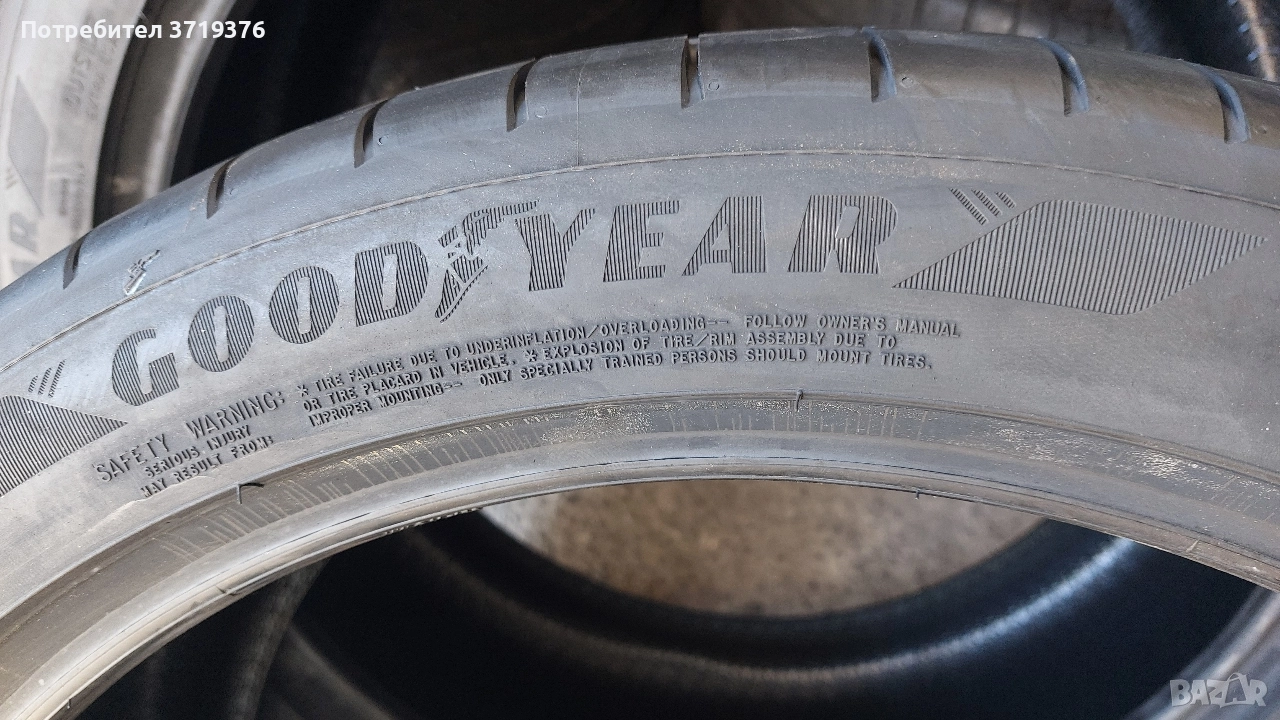 Потребител 3719376
OUTSI
GOODYEAR
SAFETY WARNING:
SERIOUS INJURY
MAY RESULT FROM:
* TIRE FAILURE DUE TO UNDERINFLATION/OVERLOADING-- FOLLOW OWNER'S MANUAL
OR TIRE PLACARD IN VEHICLE. * EXPLOSION OF TIRE/RIM ASSEMBLY DUE TO
IMPROPER MOUNTING-- ONLY SPECIALLY TRAINED PERSONS SHOULD MOUNT TIRES.
BAZAR